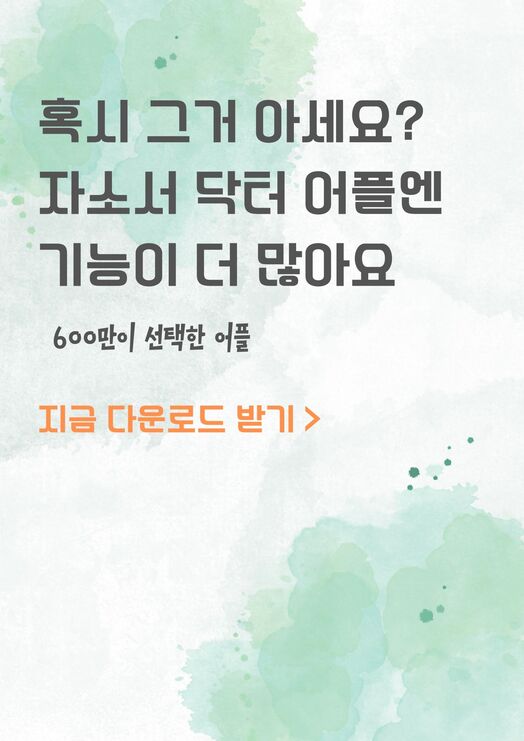 혹시 그거 아세요?
자소서 닥터 어플엔
기능이 더 많아요
600만이 선택한 어플
지금 다운로드 받기 >